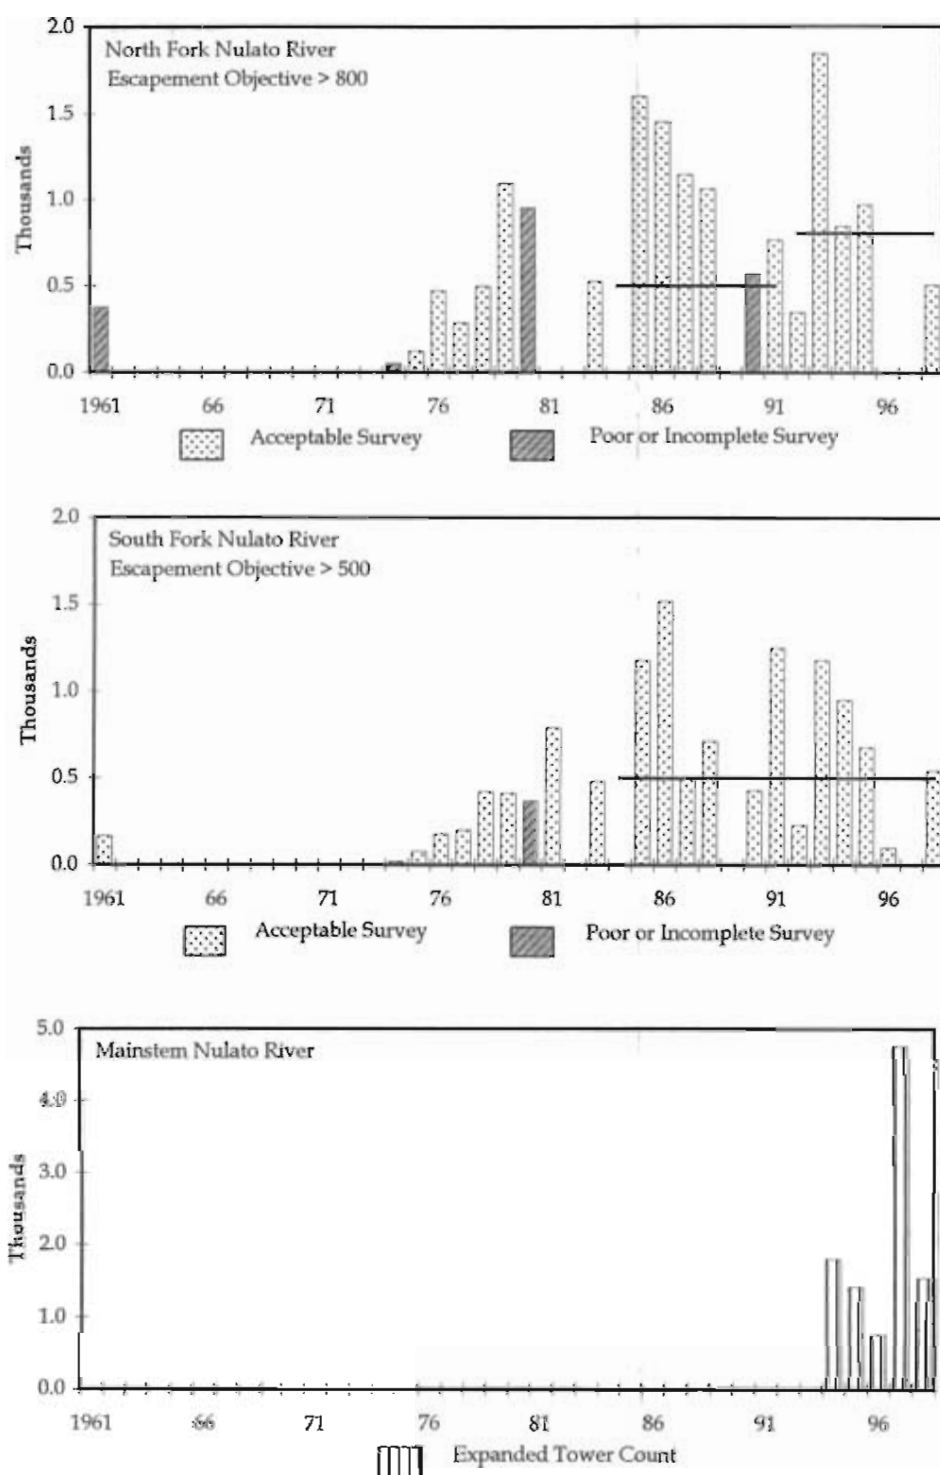 2.0
North Fork Nulato River
Escapement Objective > 800
1.5
1.0
Thousands
0.5
0.0
1961 66 71 76 81 86 91 96
Acceptable Survey Poor or Incomplete Survey
2.0
South Fork Nulato River
Escapement Objective > 500
1.5
1.0
Thousands
0.5
0.0
1961 66 71 76 81 86 91 96
Acceptable Survey Poor or Incomplete Survey
5.0
Mainstem Nulato River
4.0
3.0
Thousands
2.0
1.0
0.0
1961 66 71 76 81 86 91 96
Expanded Tower Count